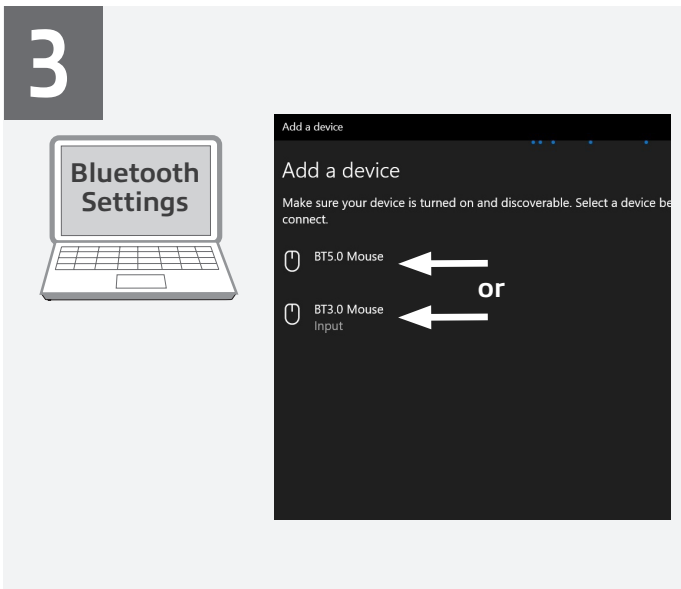 3
Bluetooth
Settings
Add a device
Add a device
Make sure your device is turned on and discoverable. Select a device be
connect.
BT5.0 Mouse
or
BT3.0 Mouse
Input